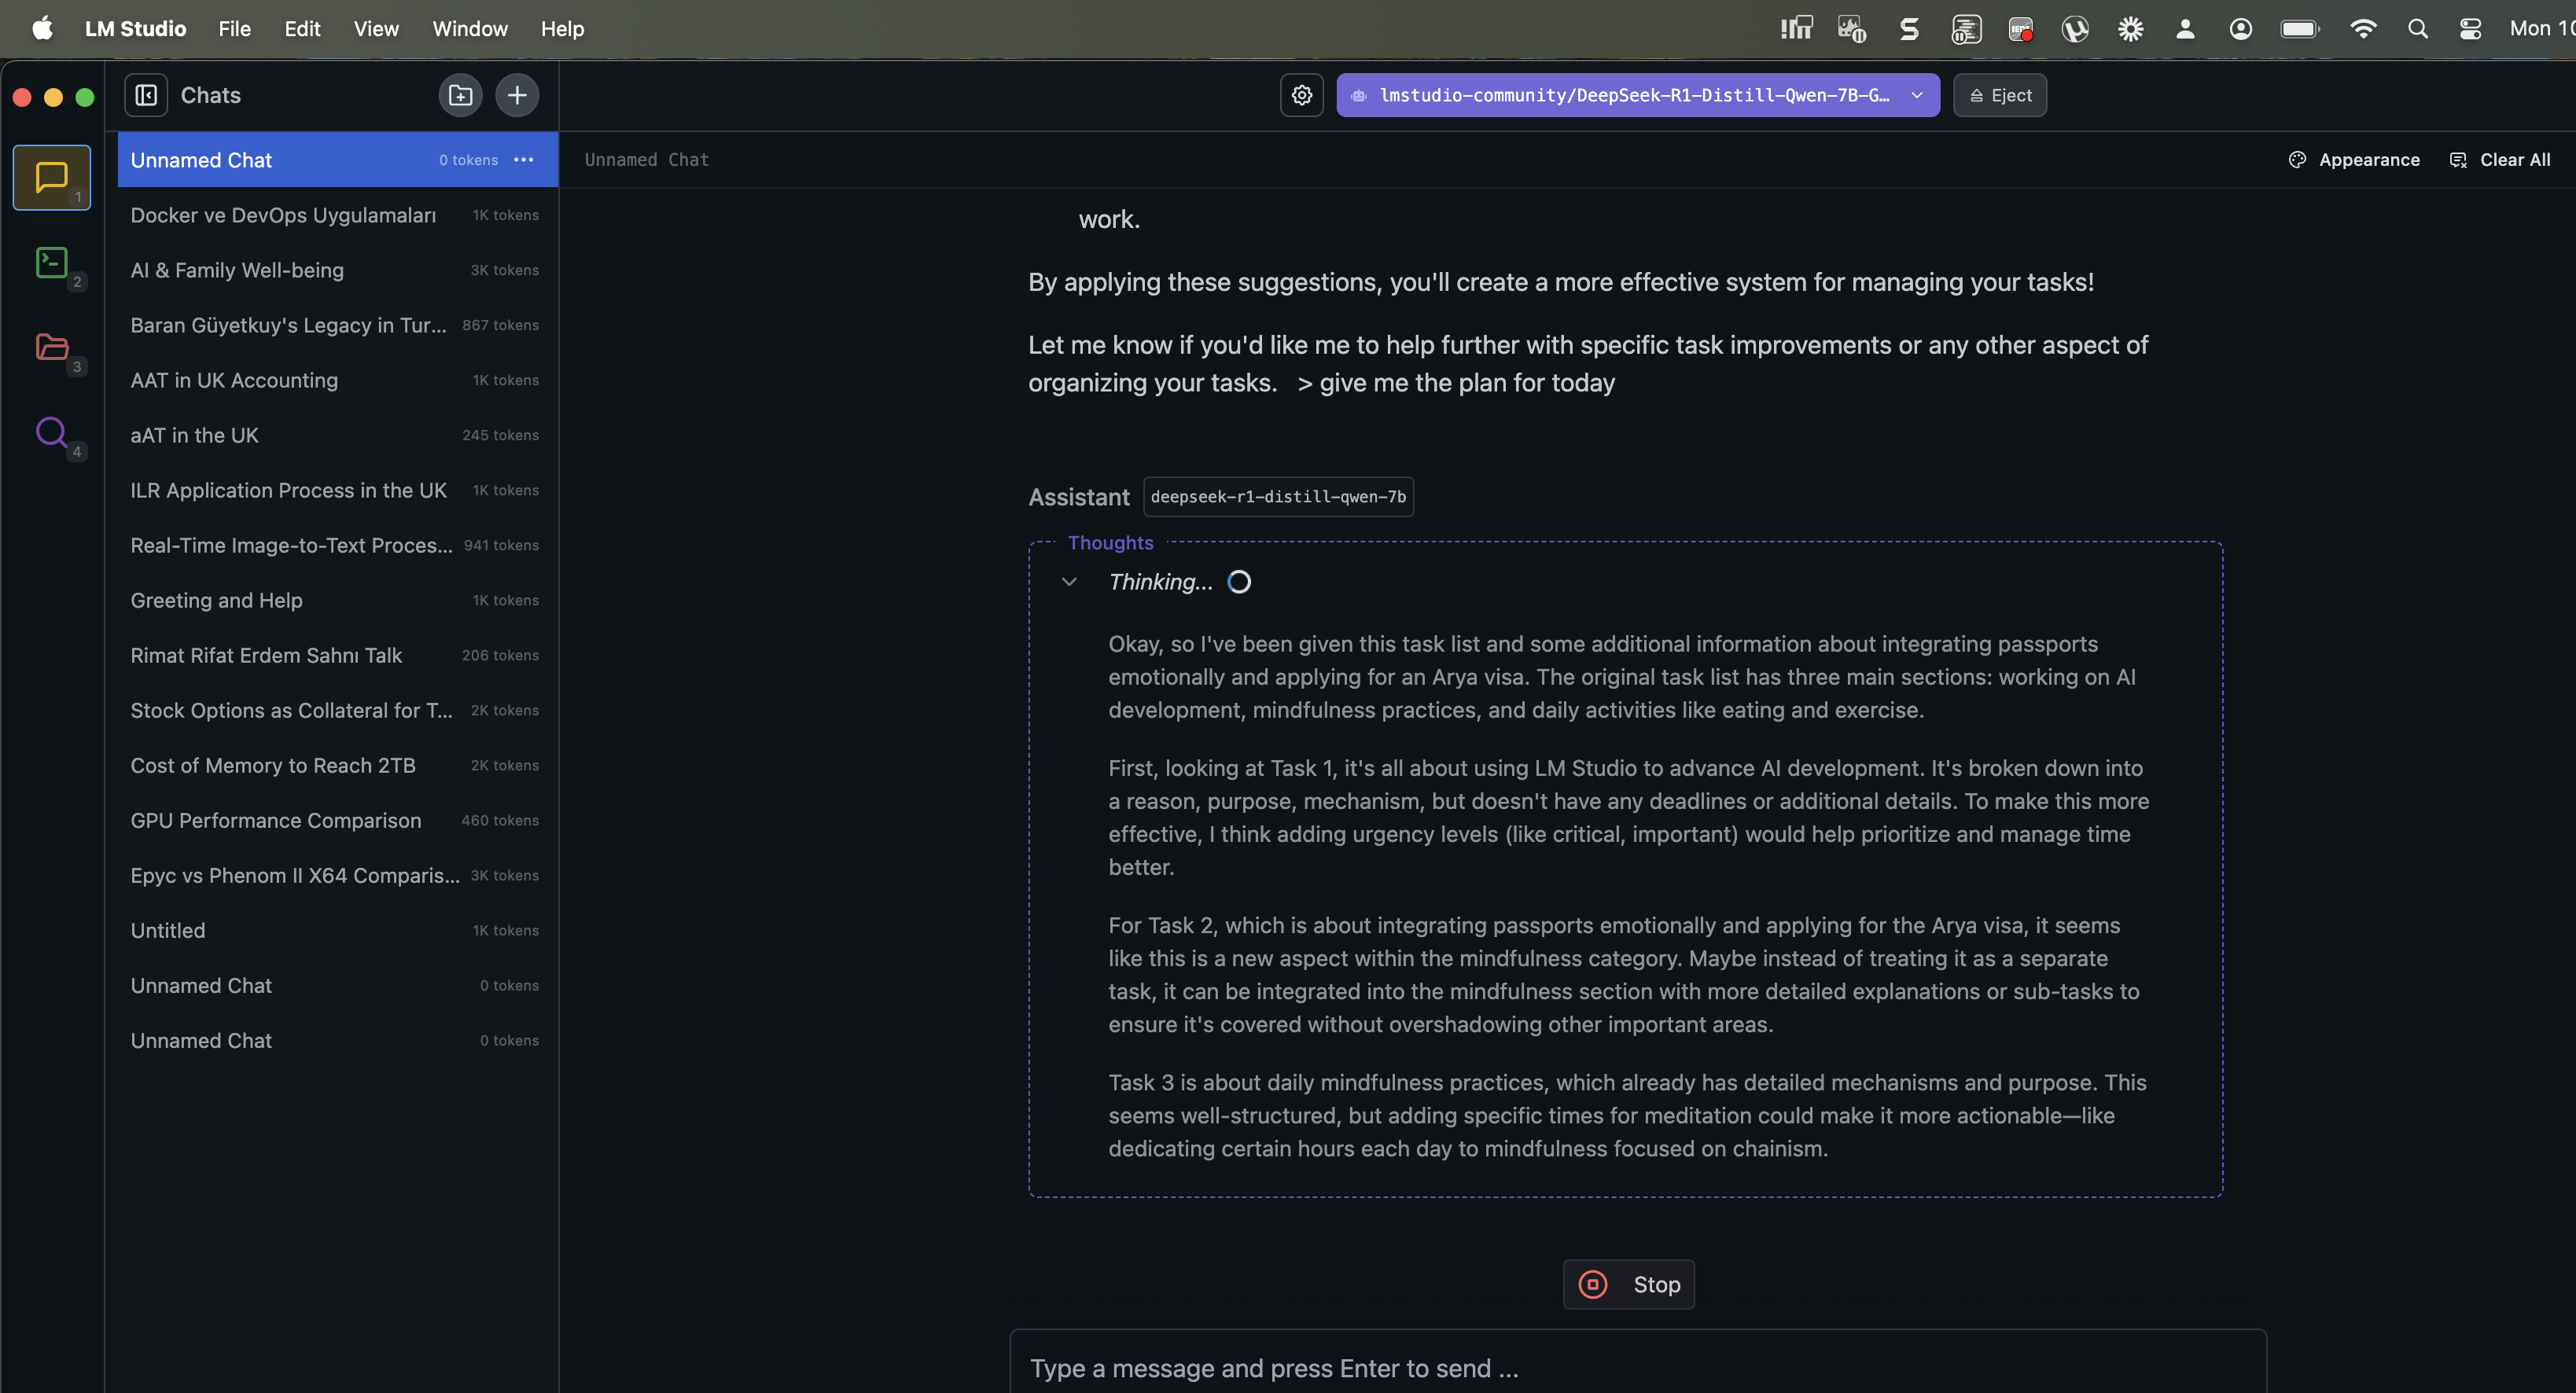 LM Studio File Edit View Window Help
Mon 10
Chats
lmstudio-community/DeepSeek-R1-Distill-Qwen-7B-G...
Eject
Unnamed Chat 0 tokens
Unnamed Chat
Appearance
Clear All
1
2
3
4
Docker ve DevOps Uygulamaları 1K tokens
AI & Family Well-being 3K tokens
Baran Güyetkuy's Legacy in Tur... 867 tokens
AAT in UK Accounting 1K tokens
aAT in the UK 245 tokens
ILR Application Process in the UK 1K tokens
Real-Time Image-to-Text Proces... 941 tokens
Greeting and Help 1K tokens
Rimat Rifat Erdem Sahnı Talk 206 tokens
Stock Options as Collateral for T... 2K tokens
Cost of Memory to Reach 2TB 2K tokens
GPU Performance Comparison 460 tokens
Epyc vs Phenom II X64 Comparis... 3K tokens
Untitled 1K tokens
Unnamed Chat 0 tokens
Unnamed Chat 0 tokens
work.
By applying these suggestions, you'll create a more effective system for managing your tasks!
Let me know if you'd like me to help further with specific task improvements or any other aspect of
organizing your tasks. > give me the plan for today
Assistant deepseek-r1-distill-qwen-7b
Thoughts
Thinking...
Okay, so I've been given this task list and some additional information about integrating passports
emotionally and applying for an Arya visa. The original task list has three main sections: working on AI
development, mindfulness practices, and daily activities like eating and exercise.
First, looking at Task 1, it's all about using LM Studio to advance AI development. It's broken down into
a reason, purpose, mechanism, but doesn't have any deadlines or additional details. To make this more
effective, I think adding urgency levels (like critical, important) would help prioritize and manage time
better.
For Task 2, which is about integrating passports emotionally and applying for the Arya visa, it seems
like this is a new aspect within the mindfulness category. Maybe instead of treating it as a separate
task, it can be integrated into the mindfulness section with more detailed explanations or sub-tasks to
ensure it's covered without overshadowing other important areas.
Task 3 is about daily mindfulness practices, which already has detailed mechanisms and purpose. This
seems well-structured, but adding specific times for meditation could make it more actionable—like
dedicating certain hours each day to mindfulness focused on chainism.
Stop
Type a message and press Enter to send ...